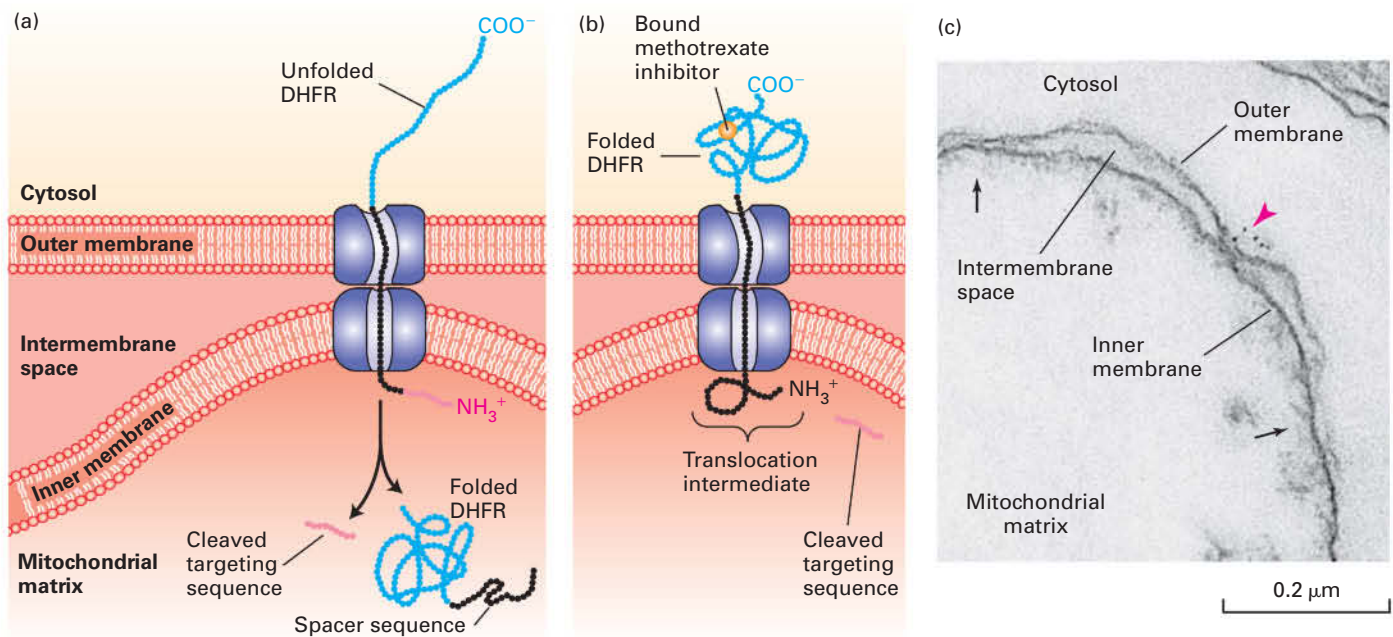 (a)
COO⁻
Unfolded
DHFR
Cytosol
Outer membrane
Intermembrane
space
Inner membrane
NH₃⁺
Folded
DHFR
Cleaved
targeting
sequence
Mitochondrial
matrix
Spacer sequence
(b)
Bound
methotrexate
inhibitor
COO⁻
Folded
DHFR
NH₃⁺
Translocation
intermediate
Cleaved
targeting
sequence
(c)
Cytosol
Outer
membrane
Intermembrane
space
Inner
membrane
Mitochondrial
matrix
0.2 μm